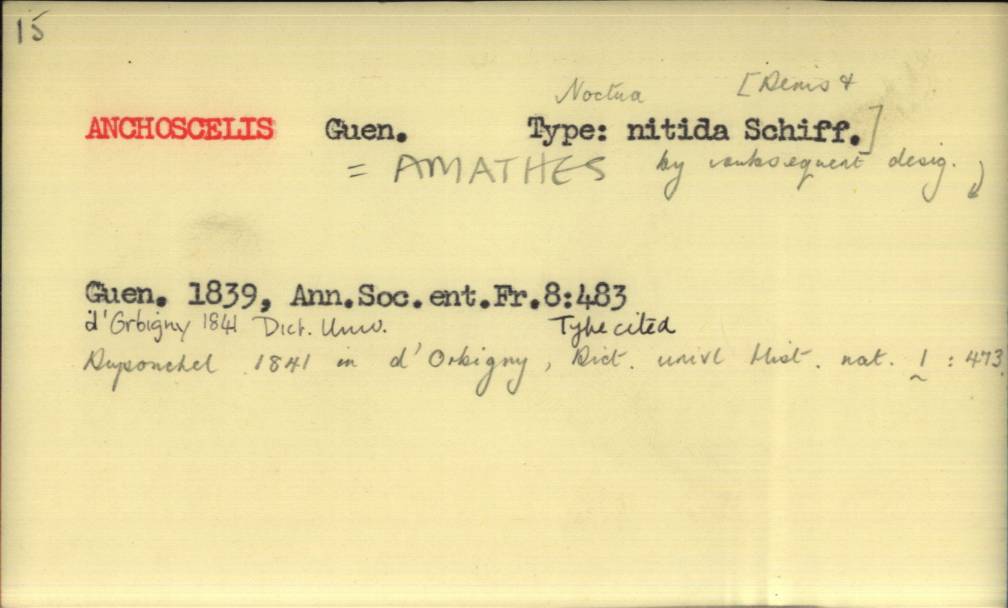 15
Noctua [Denis &
ANCHOSCELIS Guen. Type: nitida Schiff.]
= AMATHES by subsequent desig.
Guen. 1839, Ann.Soc.ent.Fr.8:483
d'Orbigny 1841 Dict. Univ. Type cited
Duponchel 1841 in d'Orbigny, Dict. univl Hist. nat. 1 : 473.